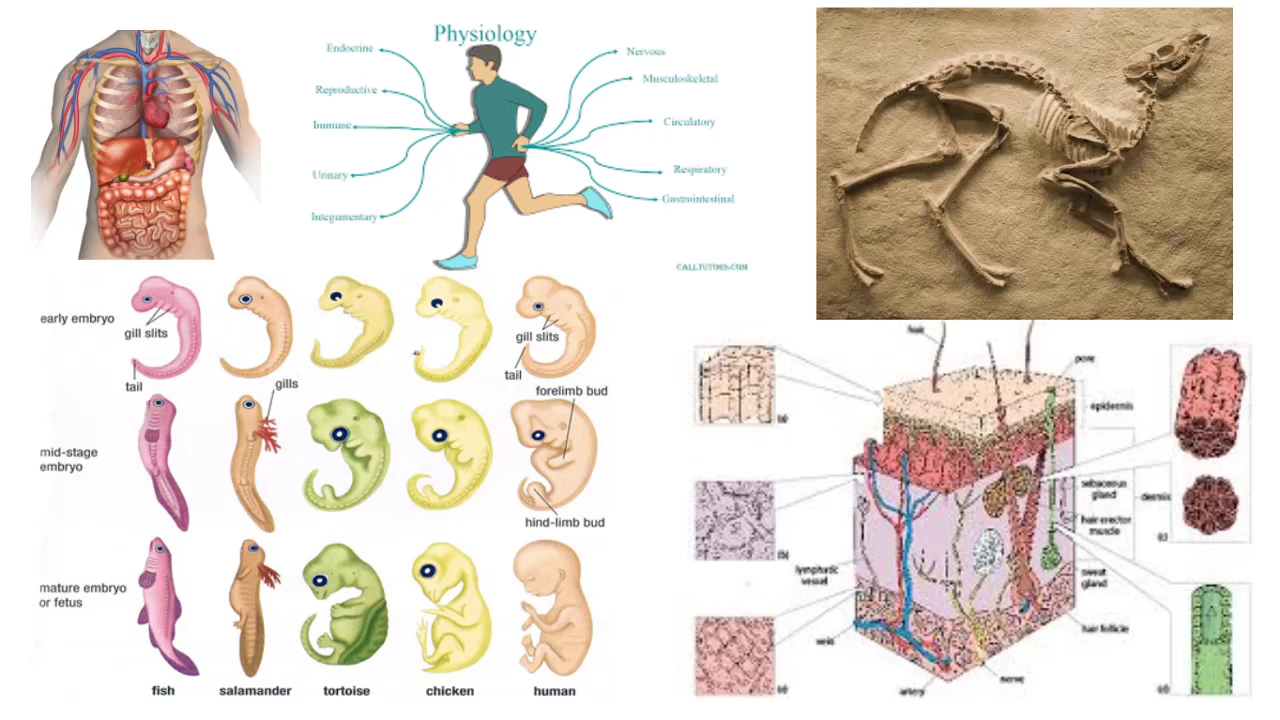 Physiology
Endocrine
Reproductive
Immune
Urinary
Integumentary
Nervous
Musculoskeletal
Circulatory
Respiratory
Gastrointestinal
CALLTUTORS.COM
early embryo
gill slits
tail
gills
gill slits
tail
forelimb bud
mid-stage
embryo
hind-limb bud
mature embryo
or fetus
fish
salamander
tortoise
chicken
human
hair
pore
epidermis
sebaceous
gland
dermis
hair erector
muscle
sweat
gland
hair follicle
nerve
artery
vein
lymphatic
vessel
(a)
(b)
(c)